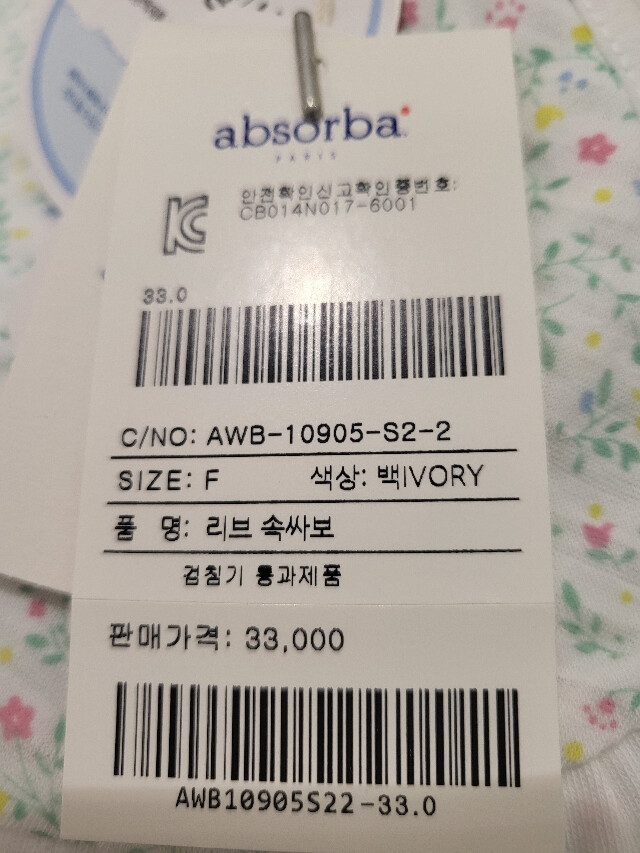 absorba
PARIS
안전확인신고확인증번호:
CB014N017-6001
33.0
C/NO: AWB-10905-S2-2
SIZE: F 색상: 백IVORY
품 명: 리브 속싸보
검침기 통과제품
판매가격: 33,000
AWB10905S22-33.0